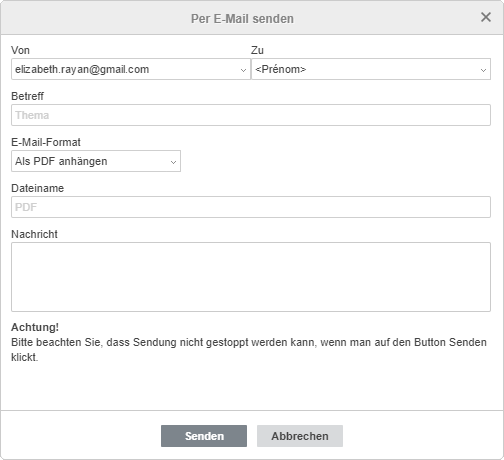 Per E-Mail senden
Von Zu
elizabeth.rayan@gmail.com <Prénom>
Betreff
Thema
E-Mail-Format
Als PDF anhängen
Dateiname
PDF
Nachricht
Achtung!
Bitte beachten Sie, dass Sendung nicht gestoppt werden kann, wenn man auf den Button Senden
klickt.
Senden Abbrechen